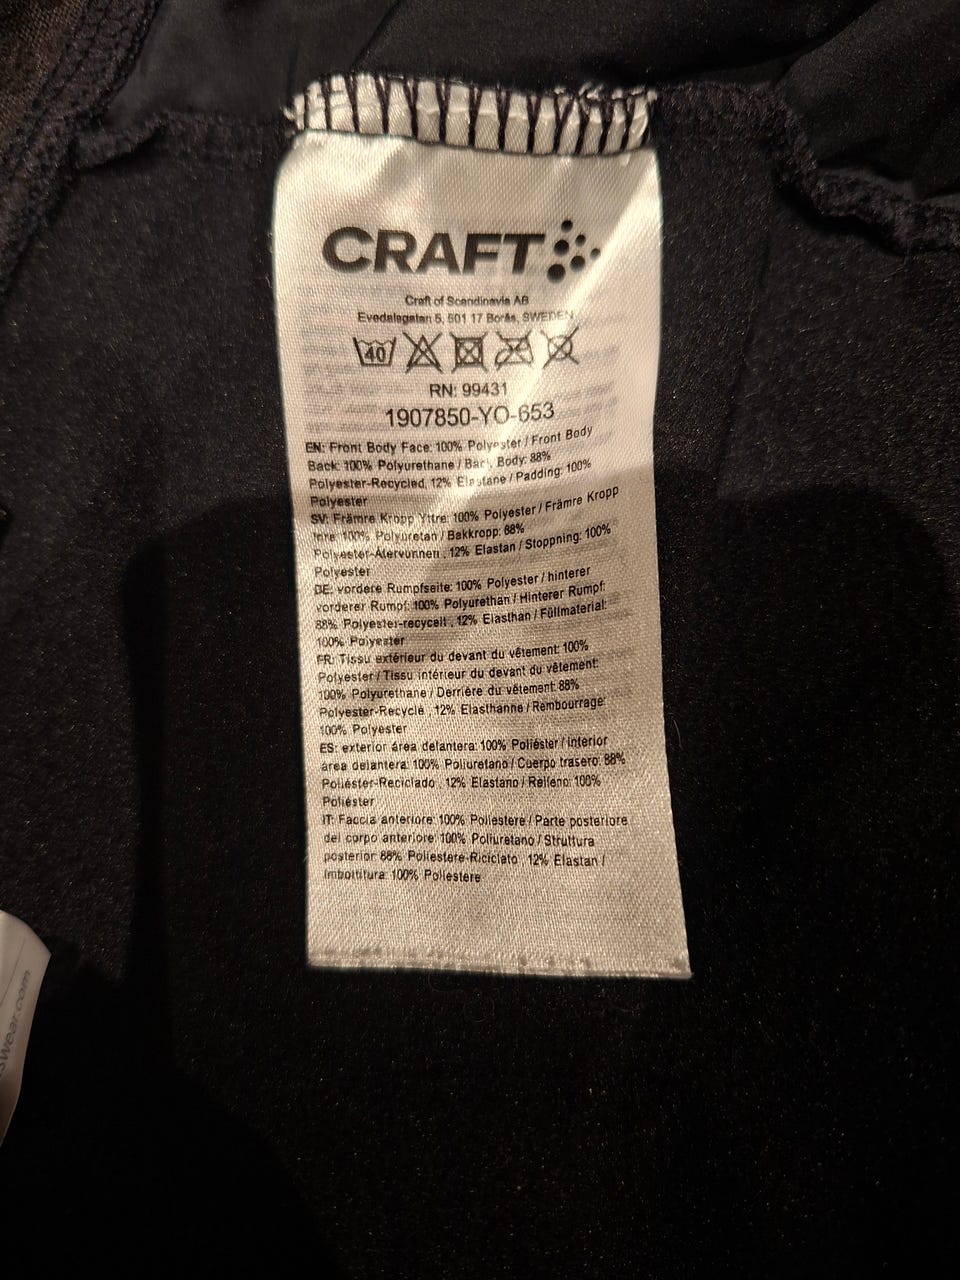 CRAFT
Craft of Scandinavia AB
Evedalsgatan 5, 501 17 Borås, SWEDEN
40
RN: 99431
1907850-YO-653
EN: Front Body Face: 100% Polyester / Front Body
Back: 100% Polyurethane / Back Body: 88%
Polyester-Recycled, 12% Elastane / Padding: 100%
Polyester
SV: Främre Kropp Yttre: 100% Polyester / Främre Kropp
Inre: 100% Polyuretan / Bakkropp: 88%
Polyester-Återvunnen , 12% Elastan / Stoppning: 100%
Polyester
DE: vordere Rumpfseite: 100% Polyester / hinterer
vorderer Rumpf: 100% Polyurethan / Hinterer Rumpf:
88% Polyester-recycelt , 12% Elasthan / Füllmaterial:
100% Polyester
FR: Tissu extérieur du devant du vêtement: 100%
Polyester / Tissu intérieur du devant du vêtement:
100% Polyurethane / Derrière du vêtement: 88%
Polyester-Recyclé , 12% Elasthanne / Rembourrage:
100% Polyester
ES: exterior área delantera: 100% Poliéster / interior
área delantera: 100% Poliuretano / Cuerpo trasero: 88%
Poliéster-Reciclado , 12% Elastano / Relleno: 100%
Poliéster
IT: Faccia anteriore: 100% Poliestere / Parte posteriore
del corpo anteriore: 100% Poliuretano / Struttura
posterior: 88% Poliestere-Riciclato , 12% Elastan /
Imbottitura: 100% Poliestere
swear.com